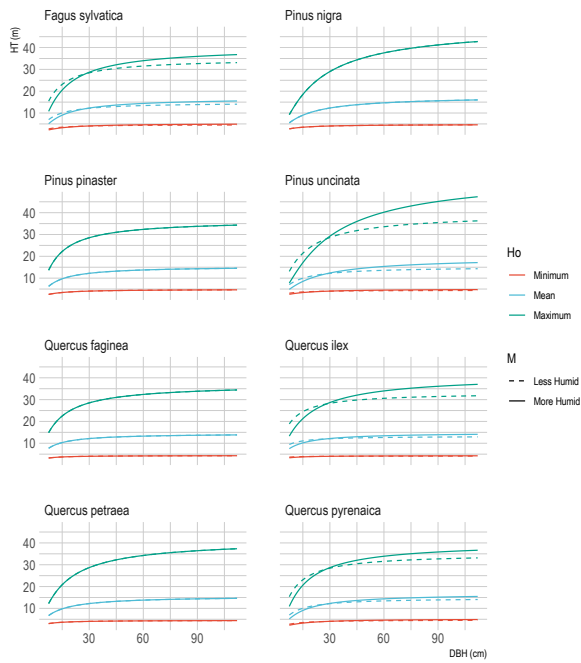 Fagus sylvatica
Pinus nigra
HT (m)
40
30
20
10
Pinus pinaster
Pinus uncinata
40
30
20
10
Ho
Minimum
Mean
Maximum
Quercus faginea
Quercus ilex
M
Less Humid
More Humid
40
30
20
10
Quercus petraea
Quercus pyrenaica
40
30
20
10
30
60
90
30
60
90
DBH (cm)